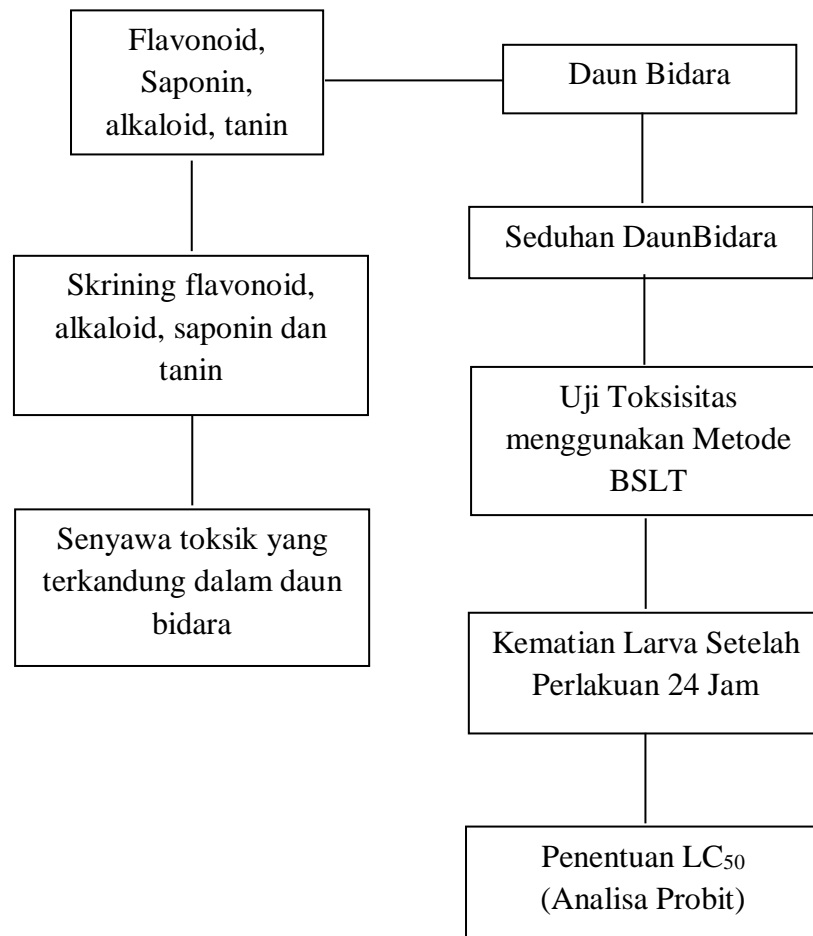 Flavonoid,
Saponin,
alkaloid, tanin
Daun Bidara
Seduhan DaunBidara
Skrining flavonoid,
alkaloid, saponin dan
tanin
Uji Toksisitas
menggunakan Metode
BSLT
Senyawa toksik yang
terkandung dalam daun
bidara
Kematian Larva Setelah
Perlakuan 24 Jam
Penentuan LC₅₀
(Analisa Probit)